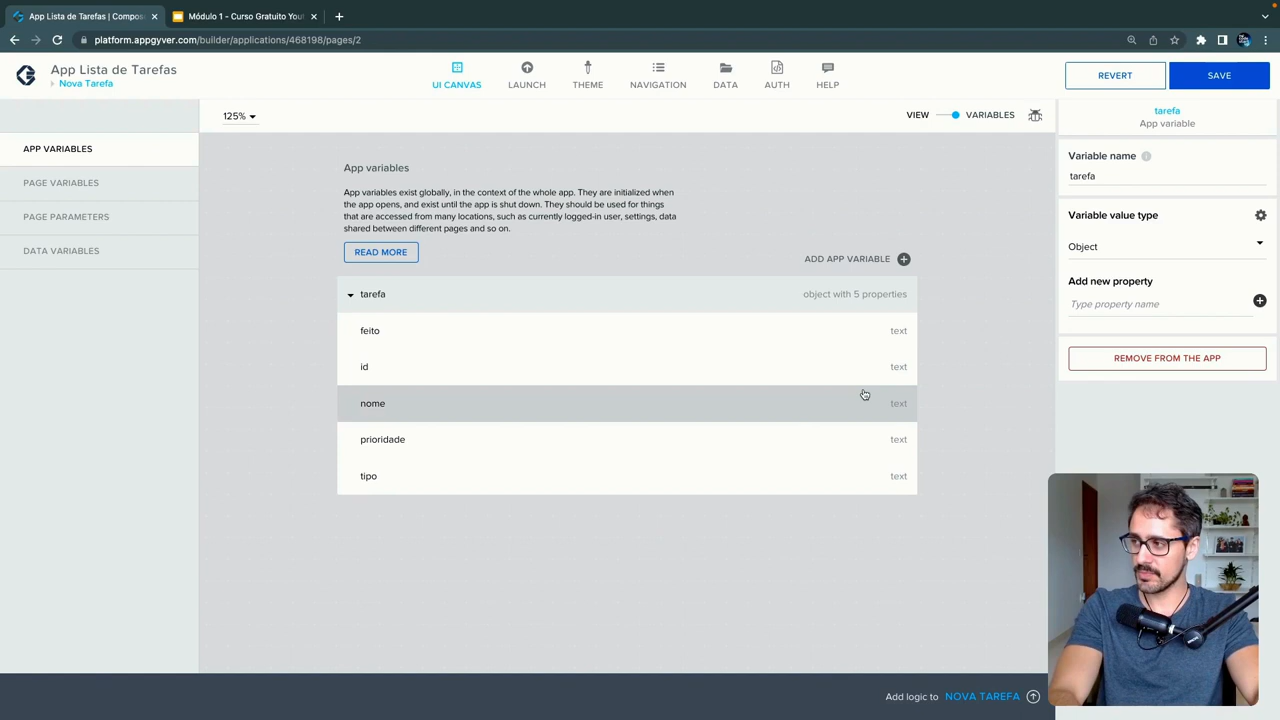 App Lista de Tarefas | Compos
Módulo 1 - Curso Gratuito Yout
platform.appgyver.com/builder/applications/468198/pages/2
App Lista de Tarefas
Nova Tarefa
UI CANVAS
LAUNCH
THEME
NAVIGATION
DATA
AUTH
HELP
REVERT
SAVE
125%
VIEW
VARIABLES
APP VARIABLES
PAGE VARIABLES
PAGE PARAMETERS
DATA VARIABLES
App variables
App variables exist globally, in the context of the whole app. They are initialized when
the app opens, and exist until the app is shut down. They should be used for things
that are accessed from many locations, such as currently logged-in user, settings, data
shared between different pages and so on.
READ MORE
ADD APP VARIABLE
tarefa object with 5 properties
feito text
id text
nome text
prioridade text
tipo text
tarefa
App variable
Variable name
tarefa
Variable value type
Object
Add new property
Type property name
REMOVE FROM THE APP
Add logic to NOVA TAREFA